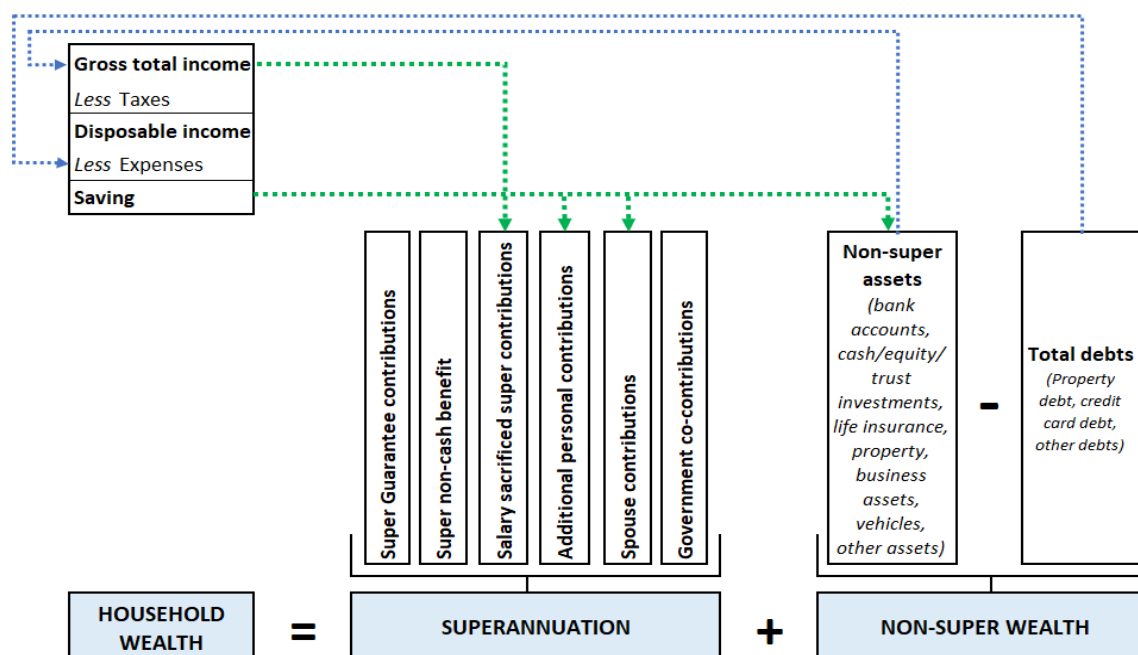 Gross total income
Less Taxes
Disposable income
Less Expenses
Saving
Super Guarantee contributions
Super non-cash benefit
Salary sacrificed super contributions
Additional personal contributions
Spouse contributions
Government co-contributions
Non-super
assets
(bank
accounts,
cash/equity/
trust
investments,
life insurance,
property,
business
assets,
vehicles,
other assets)
-
Total debts
(Property
debt, credit
card debt,
other debts)
HOUSEHOLD
WEALTH
=
SUPERANNUATION
+
NON-SUPER WEALTH